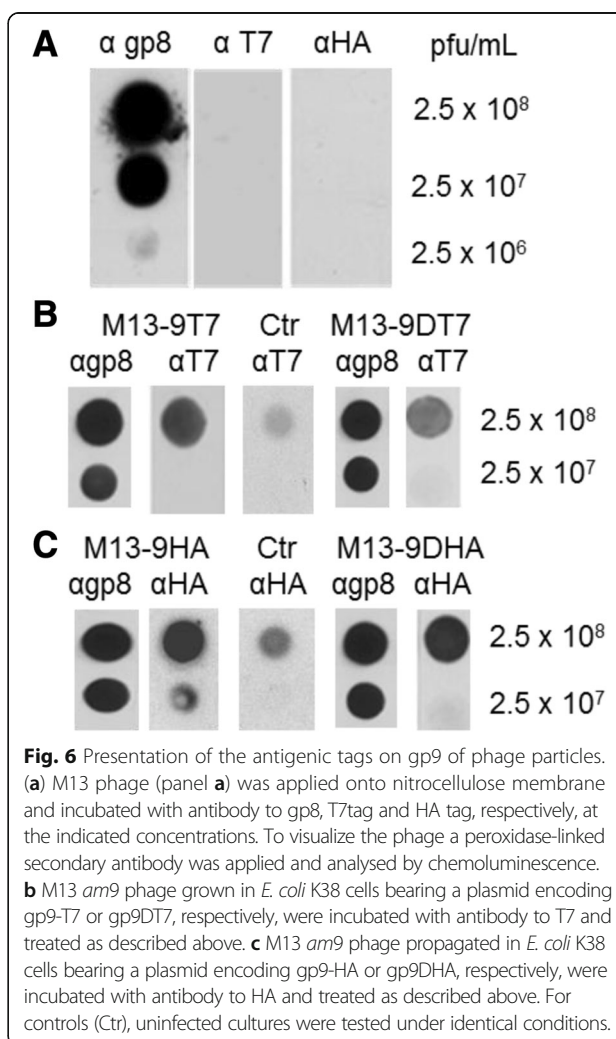 A α gp8 α T7 αHA pfu/mL
2.5 x 10⁸
2.5 x 10⁷
2.5 x 10⁶
B M13-9T7 Ctr M13-9DT7
αgp8 αT7 αT7 αgp8 αT7
2.5 x 10⁸
2.5 x 10⁷
C M13-9HA Ctr M13-9DHA
αgp8 αHA αHA αgp8 αHA
2.5 x 10⁸
2.5 x 10⁷
Fig. 6 Presentation of the antigenic tags on gp9 of phage particles.
(a) M13 phage (panel a) was applied onto nitrocellulose membrane
and incubated with antibody to gp8, T7tag and HA tag, respectively, at
the indicated concentrations. To visualize the phage a peroxidase-linked
secondary antibody was applied and analysed by chemoluminescence.
b M13 am9 phage grown in E. coli K38 cells bearing a plasmid encoding
gp9-T7 or gp9DT7, respectively, were incubated with antibody to T7 and
treated as described above. c M13 am9 phage propagated in E. coli K38
cells bearing a plasmid encoding gp9-HA or gp9DHA, respectively, were
incubated with antibody to HA and treated as described above. For
controls (Ctr), uninfected cultures were tested under identical conditions.